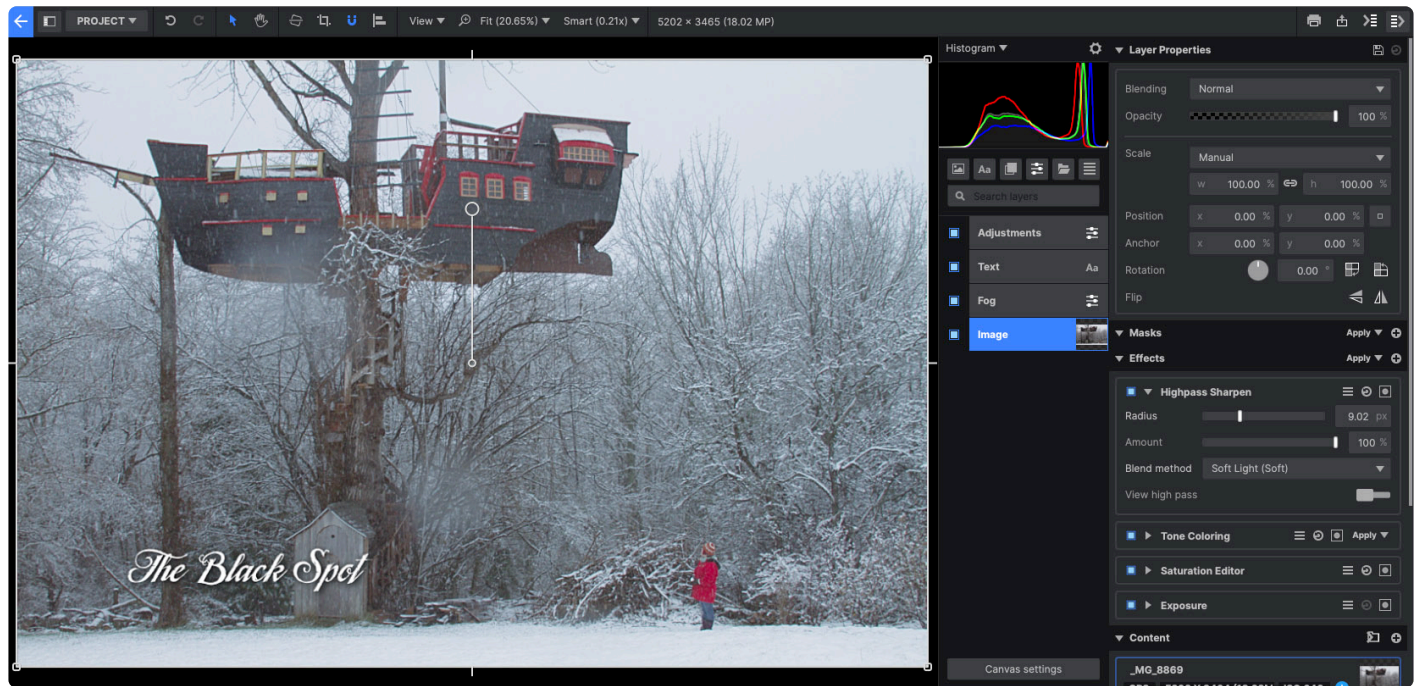 PROJECT
View
Fit (20.65%)
Smart (0.21x)
5202 × 3465 (18.02 MP)
The Black Spot
Histogram
Aa
Search layers
Adjustments
Text
Aa
Fog
Image
Canvas settings
Layer Properties
Blending Normal
Opacity 100 %
Scale Manual
w 100.00 % h 100.00 %
Position x 0.00 % y 0.00 %
Anchor x 0.00 % y 0.00 %
Rotation 0.00 °
Flip
Masks Apply
Effects Apply
Highpass Sharpen
Radius 9.02 px
Amount 100 %
Blend method Soft Light (Soft)
View high pass
Tone Coloring Apply
Saturation Editor
Exposure
Content
_MG_8869